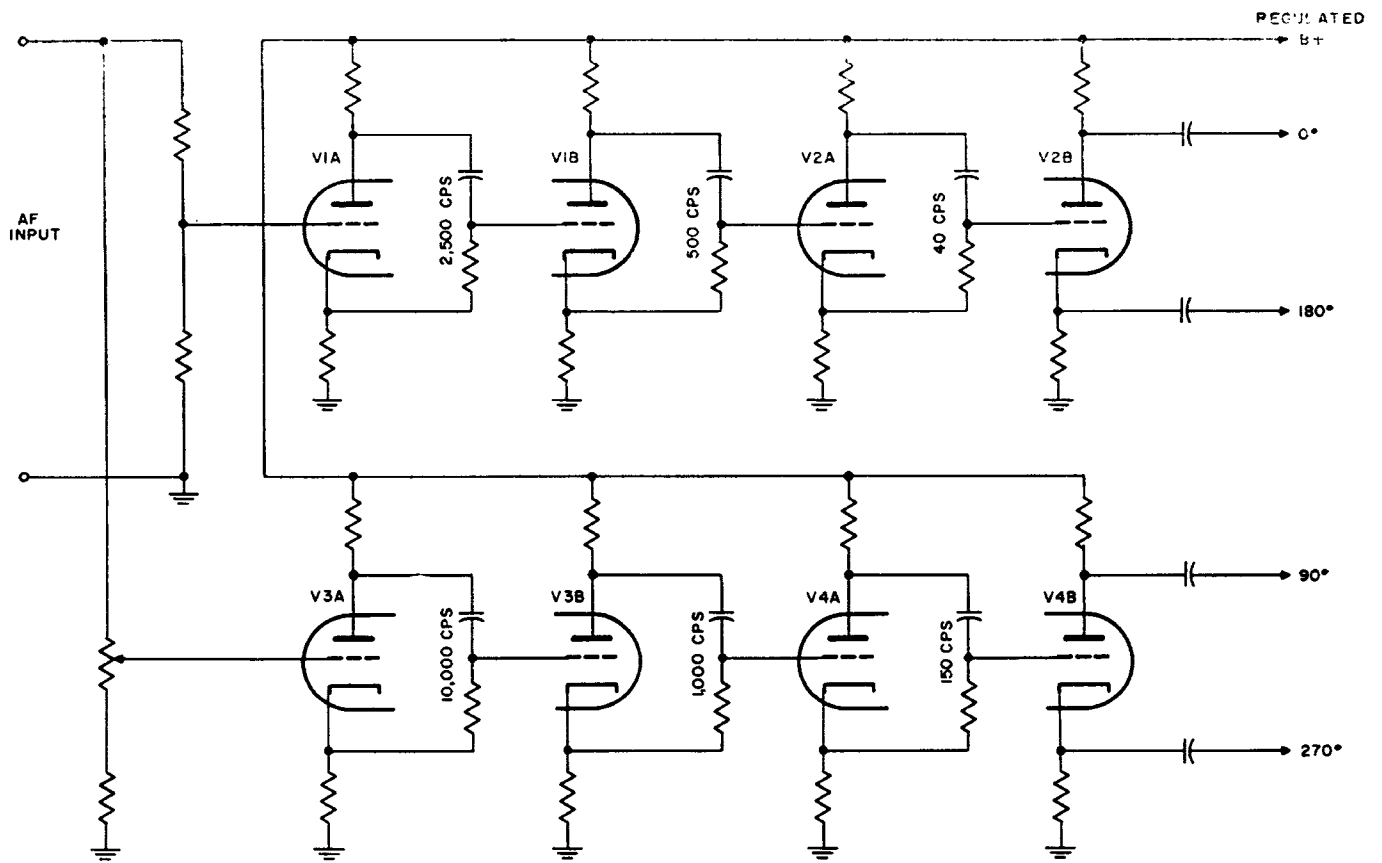 REGULATED
B+
0°
V1A
V1B
V2A
V2B
2,500 CPS
500 CPS
40 CPS
AF
INPUT
180°
90°
V3A
V3B
V4A
V4B
10,000 CPS
1,000 CPS
150 CPS
270°